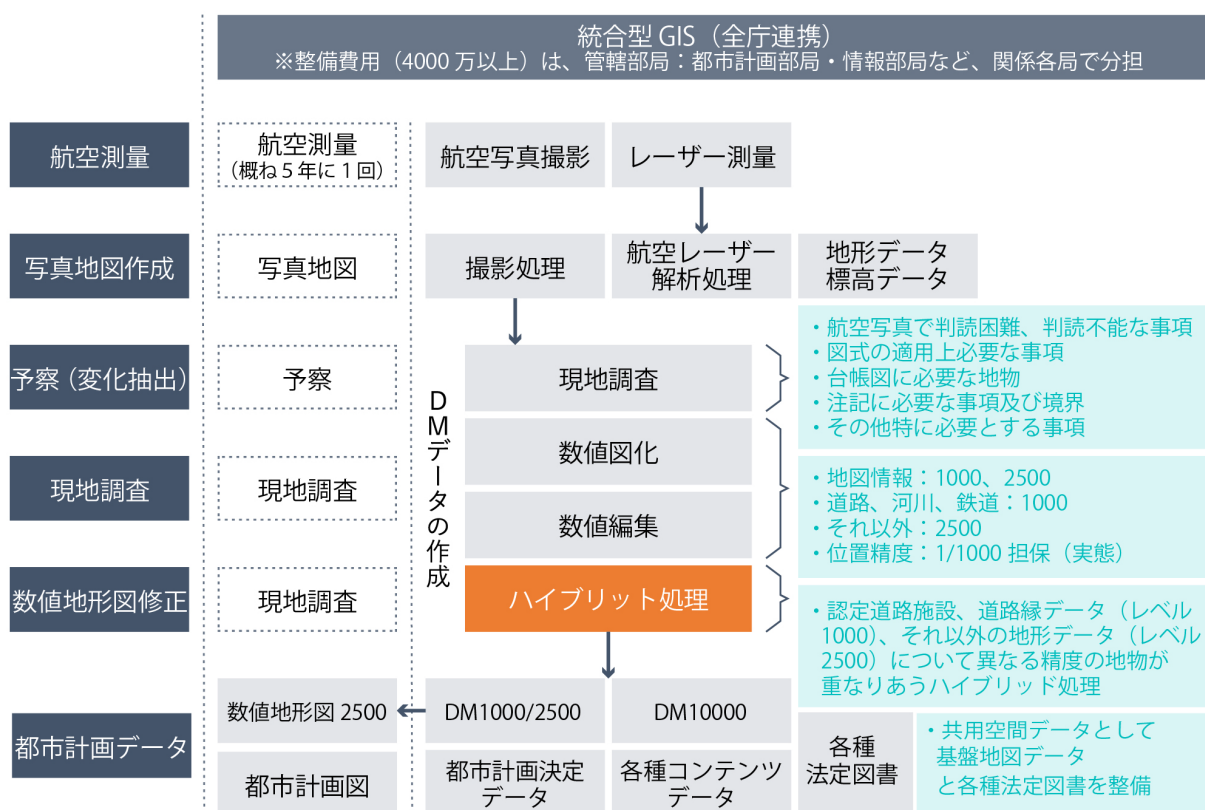 統合型 GIS（全庁連携）
※整備費用（4000 万以上）は、管轄部局：都市計画部局・情報部局など、関係各局で分担
航空測量
航空測量
（概ね 5 年に 1 回）
航空写真撮影
レーザー測量
写真地図作成
写真地図
撮影処理
航空レーザー
解析処理
地形データ
標高データ
予察（変化抽出）
予察
DMデータの作成
現地調査
・航空写真で判読困難、判読不能な事項
・図式の適用上必要な事項
・台帳図に必要な地物
・注記に必要な事項及び境界
・その他特に必要とする事項
現地調査
現地調査
数値図化
数値編集
・地図情報：1000、2500
・道路、河川、鉄道：1000
・それ以外：2500
・位置精度：1/1000 担保（実態）
数値地形図修正
現地調査
ハイブリット処理
・認定道路施設、道路縁データ（レベル
1000）、それ以外の地形データ（レベル
2500）について異なる精度の地物が
重なりあうハイブリッド処理
都市計画データ
数値地形図 2500
DM1000/2500
DM10000
都市計画図
都市計画決定
データ
各種コンテンツ
データ
各種
法定図書
・共用空間データとして
基盤地図データ
と各種法定図書を整備